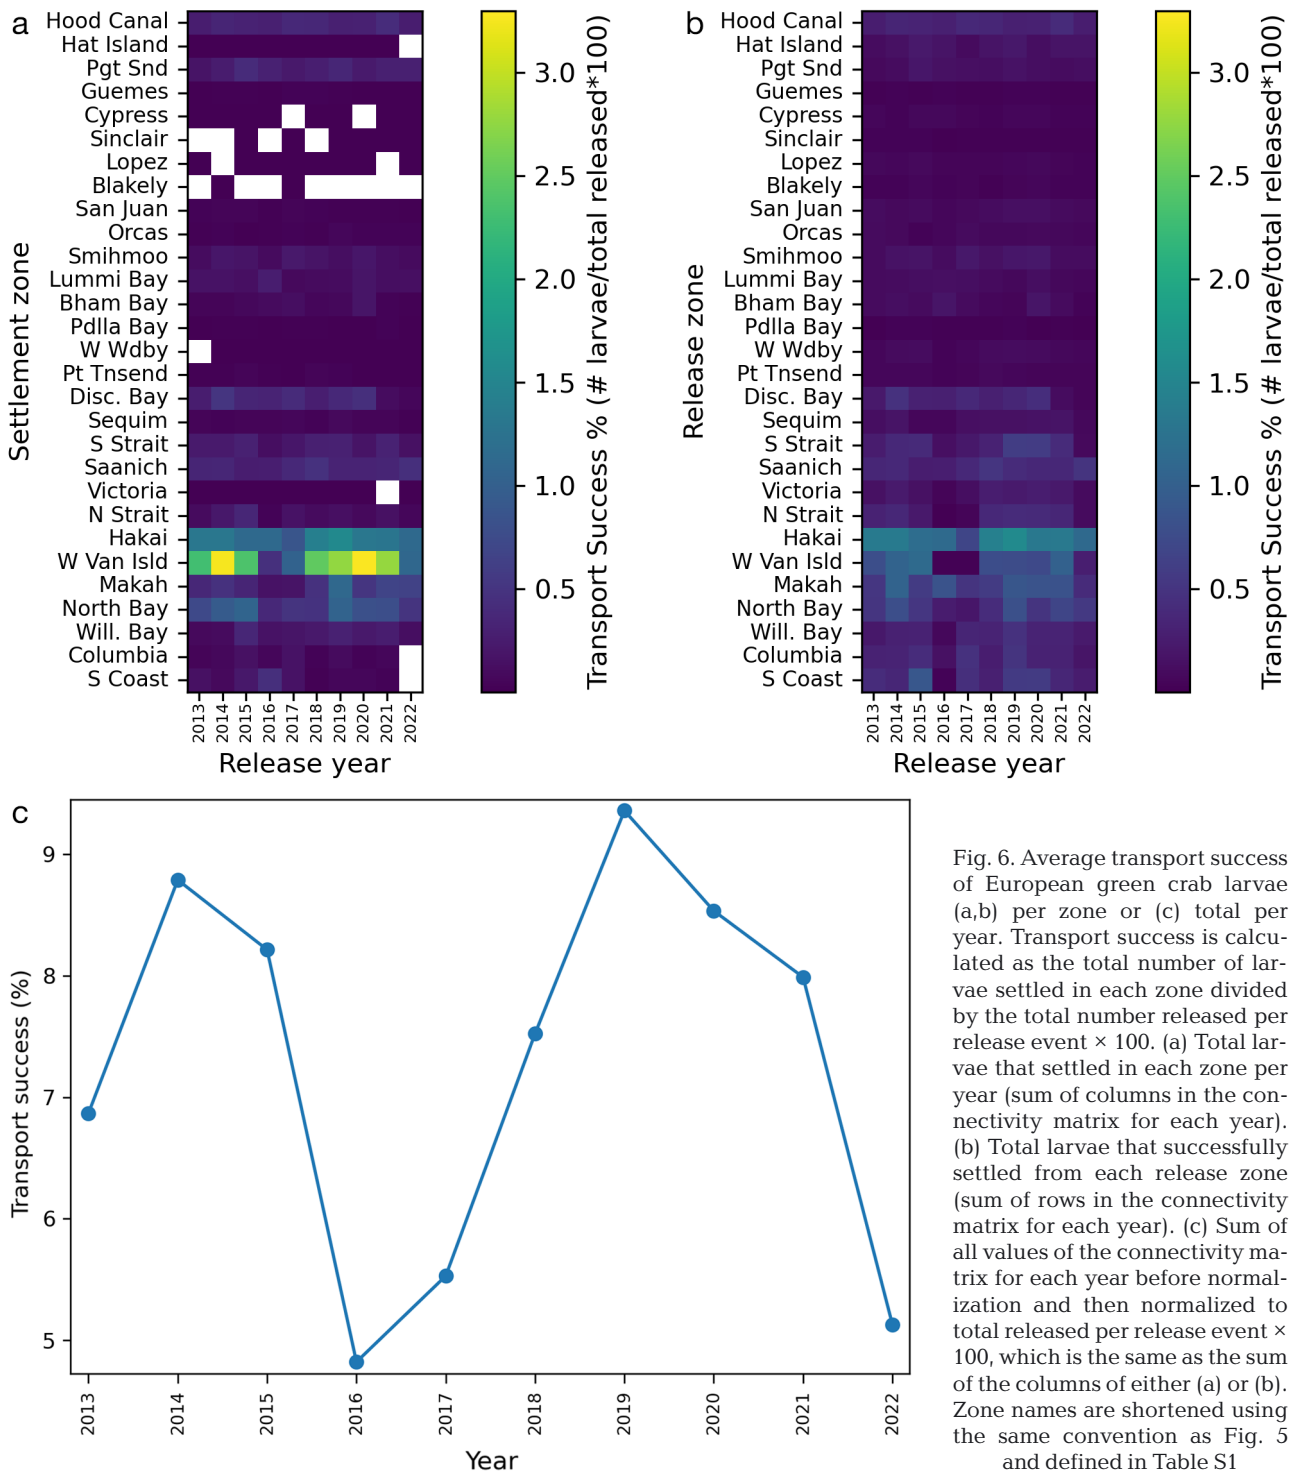 a
Hood Canal
Hat Island
Pgt Snd
Guemes
Cypress
Sinclair
Lopez
Blakely
San Juan
Orcas
Smihmoo
Lummi Bay
Bham Bay
Pdlla Bay
W Wdby
Pt Tnsend
Disc. Bay
Sequim
S Strait
Saanich
Victoria
N Strait
Hakai
W Van Isld
Makah
North Bay
Will. Bay
Columbia
S Coast
Settlement zone
2013
2014
2015
2016
2017
2018
2019
2020
2021
2022
Release year
3.0
2.5
2.0
1.5
1.0
0.5
Transport Success % (# larvae/total released*100)
b
Hood Canal
Hat Island
Pgt Snd
Guemes
Cypress
Sinclair
Lopez
Blakely
San Juan
Orcas
Smihmoo
Lummi Bay
Bham Bay
Pdlla Bay
W Wdby
Pt Tnsend
Disc. Bay
Sequim
S Strait
Saanich
Victoria
N Strait
Hakai
W Van Isld
Makah
North Bay
Will. Bay
Columbia
S Coast
Release zone
2013
2014
2015
2016
2017
2018
2019
2020
2021
2022
Release year
3.0
2.5
2.0
1.5
1.0
0.5
Transport Success % (# larvae/total released*100)
c
9
8
7
6
5
Transport success (%)
2013
2014
2015
2016
2017
2018
2019
2020
2021
2022
Year
Fig. 6. Average transport success
of European green crab larvae
(a,b) per zone or (c) total per
year. Transport success is calcu-
lated as the total number of lar-
vae settled in each zone divided
by the total number released per
release event × 100. (a) Total lar-
vae that settled in each zone per
year (sum of columns in the con-
nectivity matrix for each year).
(b) Total larvae that successfully
settled from each release zone
(sum of rows in the connectivity
matrix for each year). (c) Sum of
all values of the connectivity ma-
trix for each year before normal-
ization and then normalized to
total released per release event ×
100, which is the same as the sum
of the columns of either (a) or (b).
Zone names are shortened using
the same convention as Fig. 5
and defined in Table S1